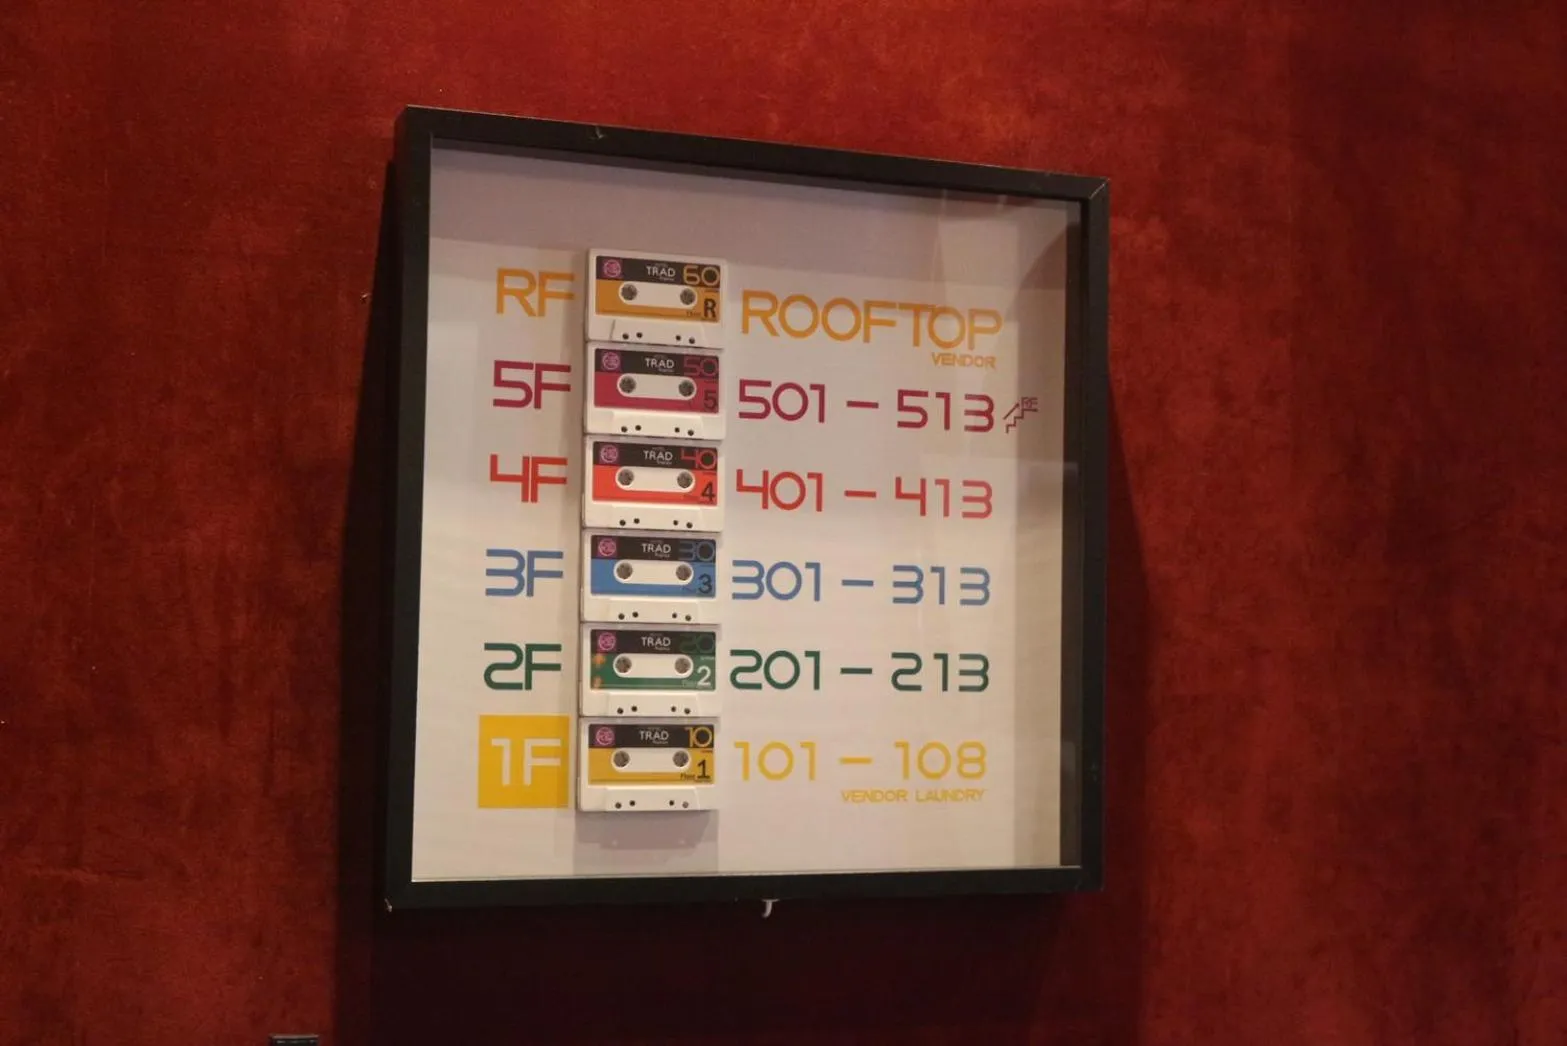 RF TRAD 60 R ROOFTOP
VENDOR
5F TRAD 50 5 501 - 513 RF
4F TRAD 40 4 401 - 413
3F TRAD 30 3 301 - 313
2F TRAD 20 2 201 - 213
1F TRAD 10 Floor 1 101 - 108
VENDOR LAUNDRY